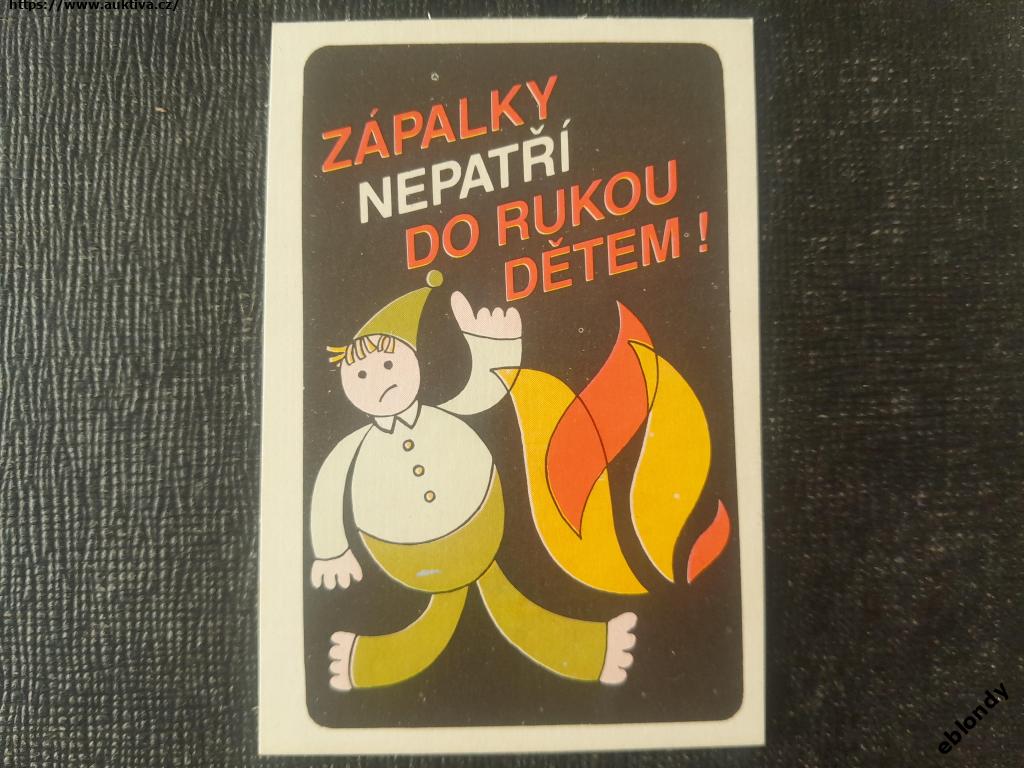 https://www.auktiva.cz/
ZÁPALKY
NEPATŘÍ
DO RUKOU
DĚTEM !
eblondy